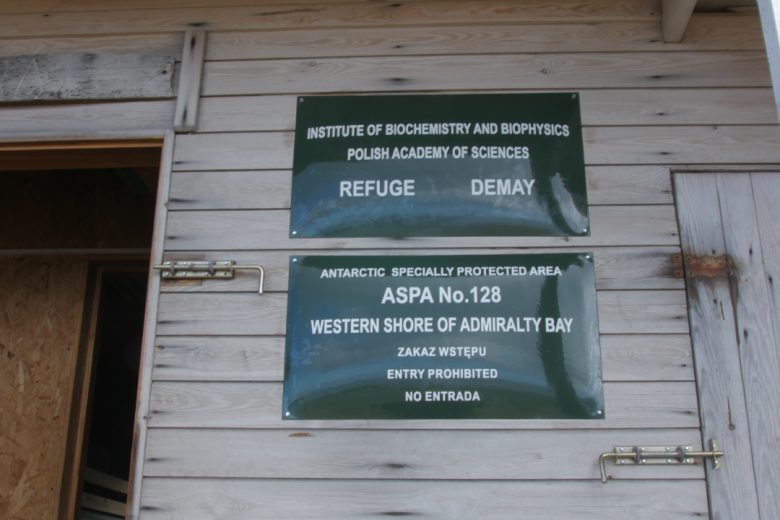 INSTITUTE OF BIOCHEMISTRY AND BIOPHYSICS
POLISH ACADEMY OF SCIENCES
REFUGE DEMAY
ANTARCTIC SPECIALLY PROTECTED AREA
ASPA No.128
WESTERN SHORE OF ADMIRALTY BAY
ZAKAZ WSTĘPU
ENTRY PROHIBITED
NO ENTRADA